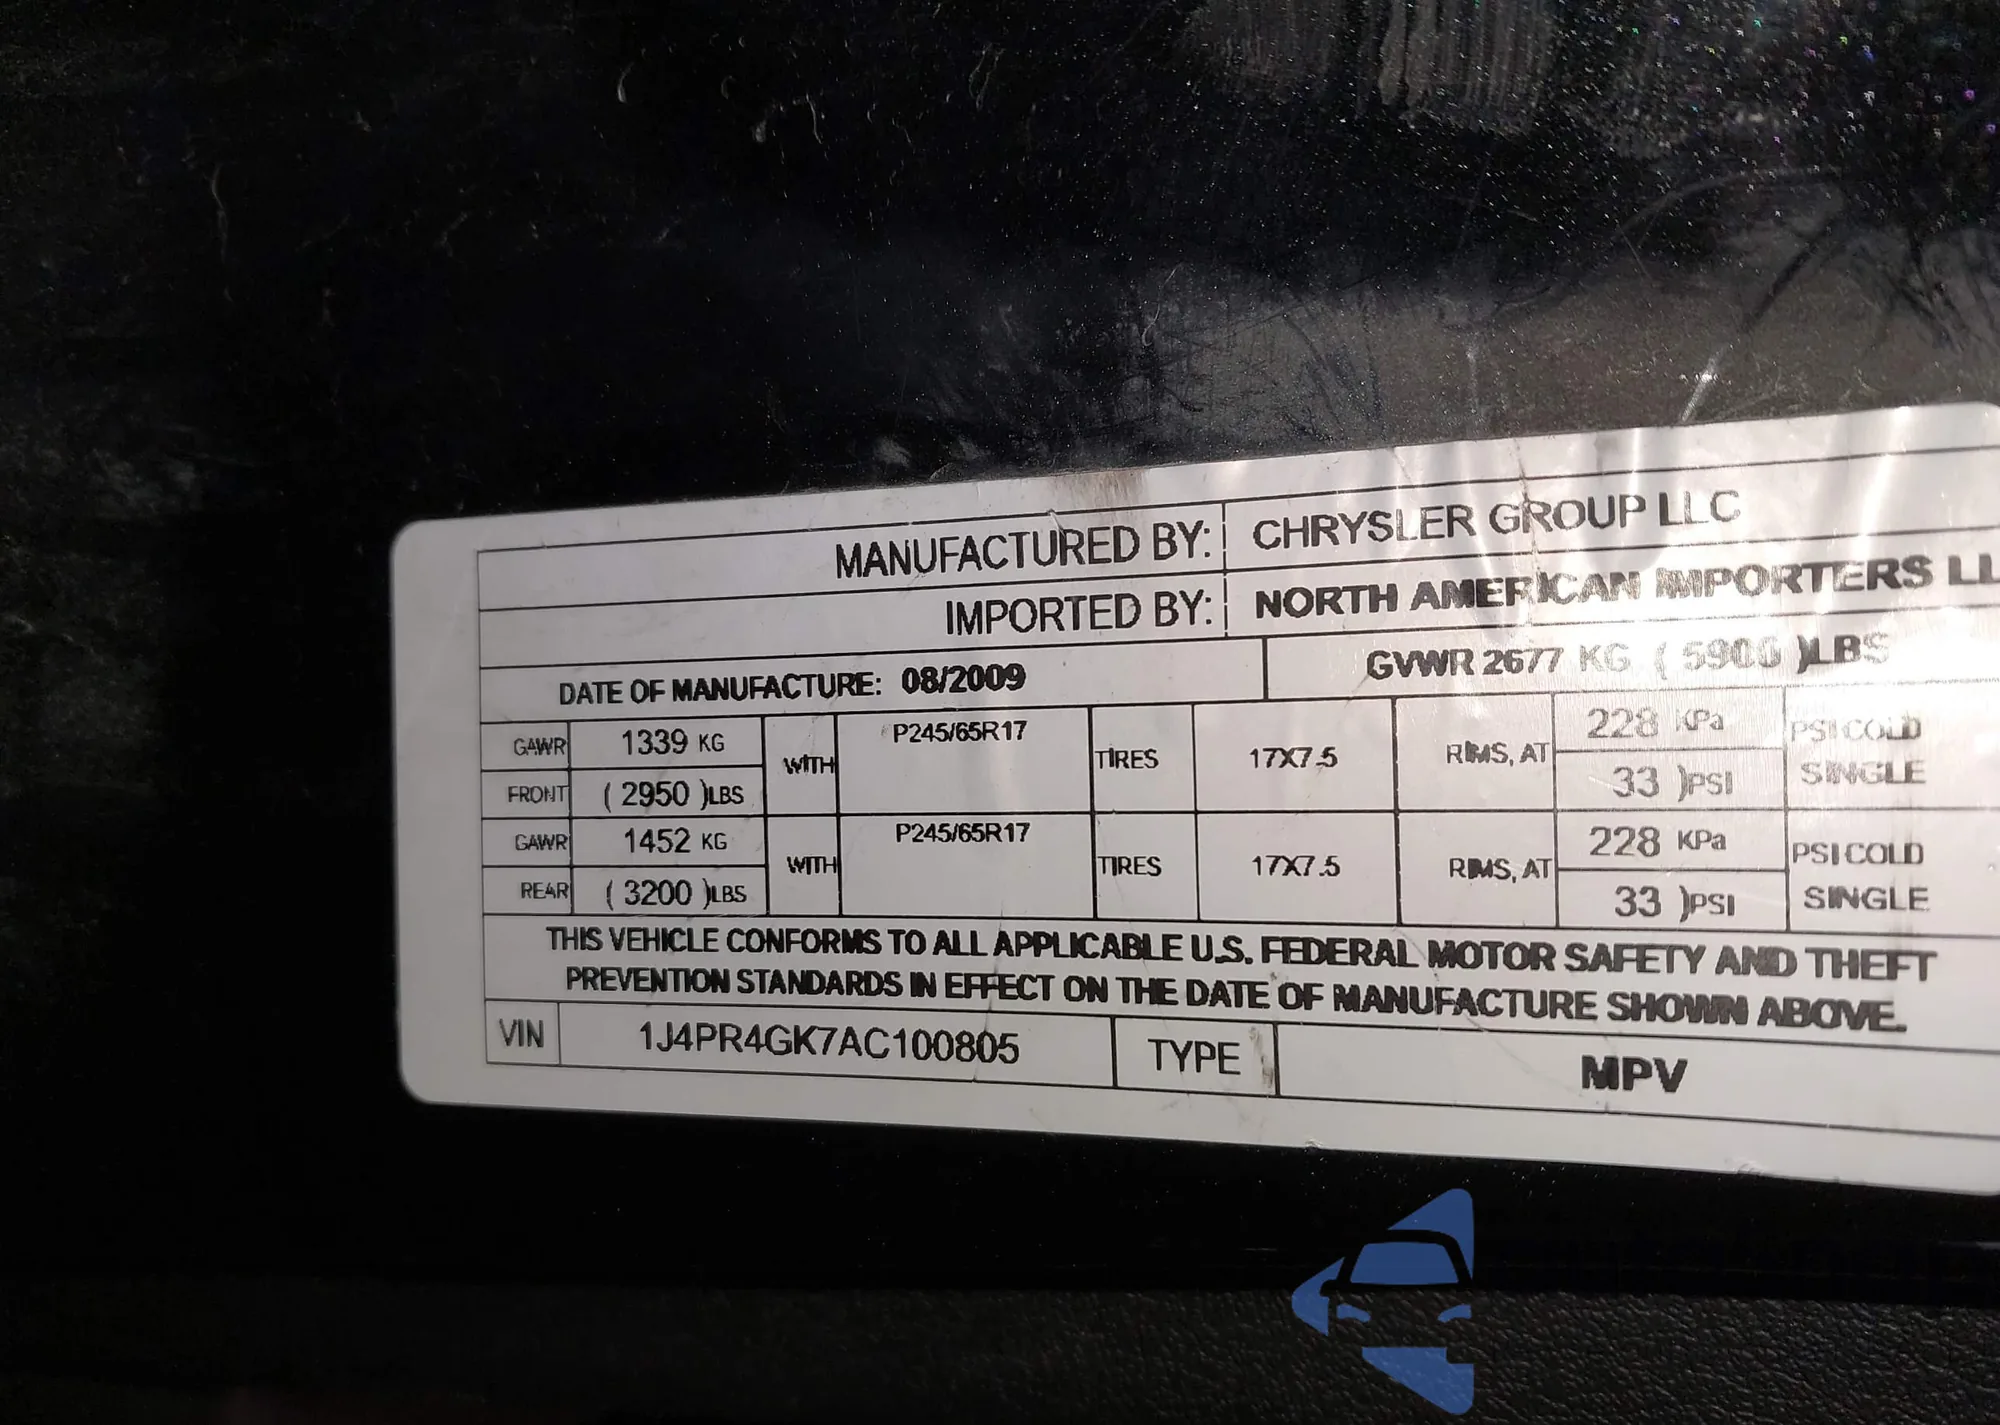 MANUFACTURED BY: CHRYSLER GROUP LLC
IMPORTED BY: NORTH AMERICAN IMPORTERS
DATE OF MANUFACTURE: 08/2009 GVWR 2677 KG ( 5900 )LBS
GAWR 1339 KG WITH P245/65R17 TIRES 17X7.5 RIMS, AT 228 KPa PSI COLD
FRONT ( 2950 )LBS 33 )PSI SINGLE
GAWR 1452 KG WITH P245/65R17 TIRES 17X7.5 RIMS, AT 228 KPa PSI COLD
REAR ( 3200 )LBS 33 )PSI SINGLE
THIS VEHICLE CONFORMS TO ALL APPLICABLE U.S. FEDERAL MOTOR SAFETY AND THEFT
PREVENTION STANDARDS IN EFFECT ON THE DATE OF MANUFACTURE SHOWN ABOVE.
VIN 1J4PR4GK7AC100805 TYPE MPV